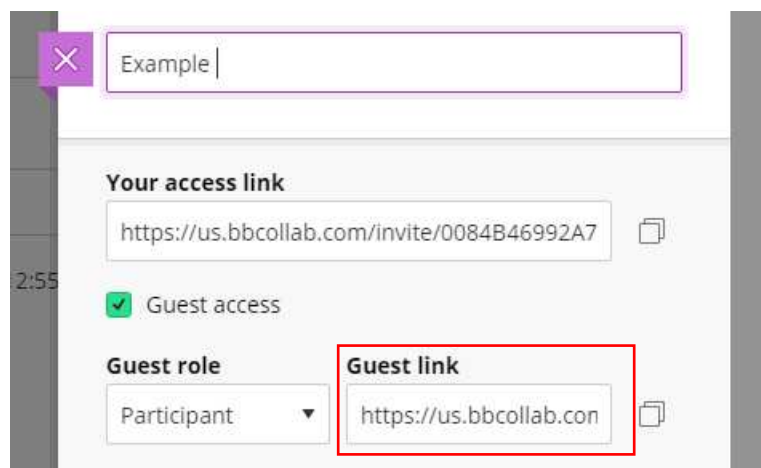 Example
Your access link
https://us.bbcollab.com/invite/0084B46992A7
2:55
Guest access
Guest role Guest link
Participant https://us.bbcollab.con